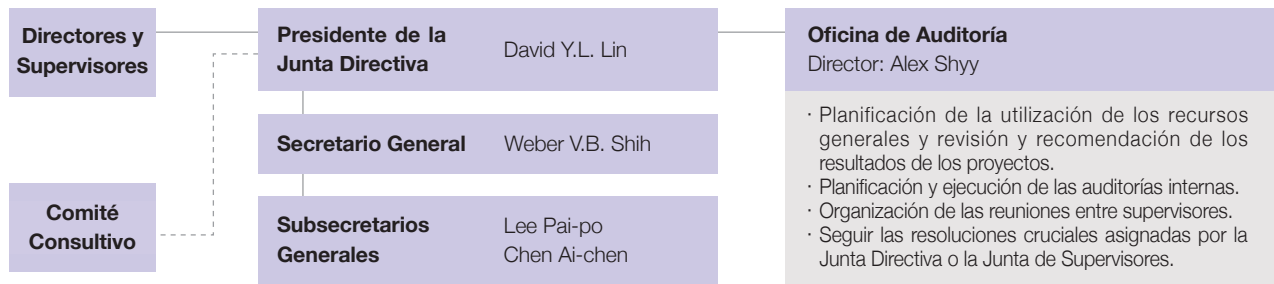 Directores y
Supervisores
Presidente de la
Junta Directiva
David Y.L. Lin
Oficina de Auditoría
Director: Alex Shyy
· Planificación de la utilización de los recursos
generales y revisión y recomendación de los
resultados de los proyectos.
· Planificación y ejecución de las auditorías internas.
· Organización de las reuniones entre supervisores.
· Seguir las resoluciones cruciales asignadas por la
Junta Directiva o la Junta de Supervisores.
Secretario General
Weber V.B. Shih
Comité
Consultivo
Subsecretarios
Generales
Lee Pai-po
Chen Ai-chen